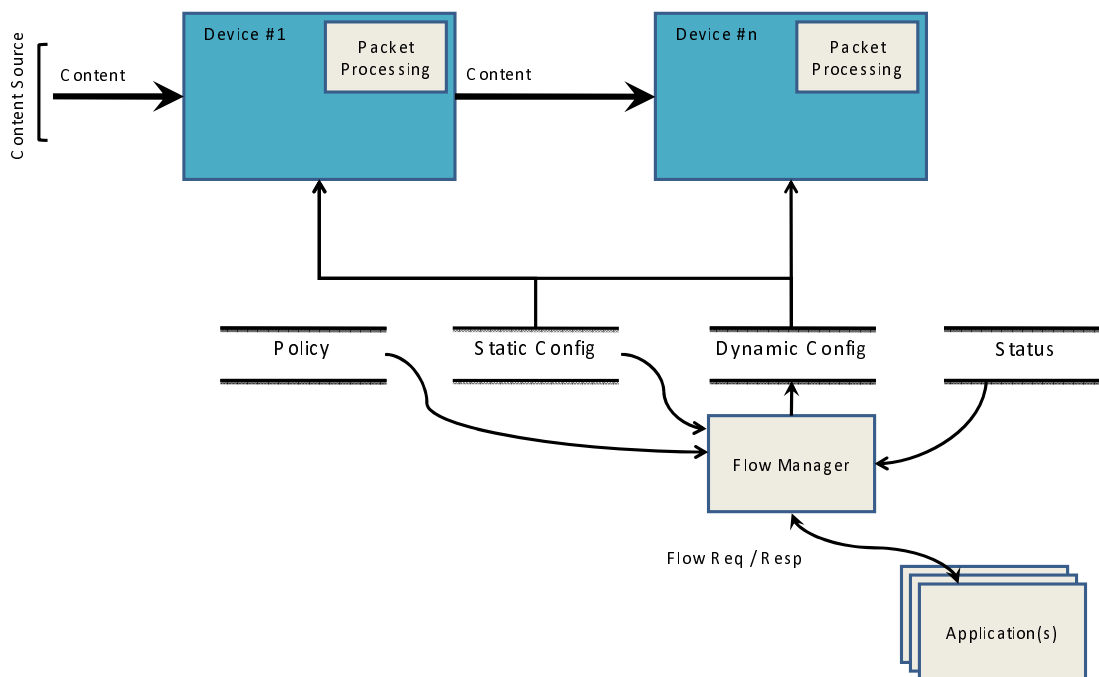 Content Source
Content
Device #1
Packet
Processing
Content
Device #n
Packet
Processing
Policy
Static Config
Dynamic Config
Status
Flow Manager
Flow Req / Resp
Application(s)